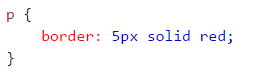 p {
    border: 5px solid red;
}